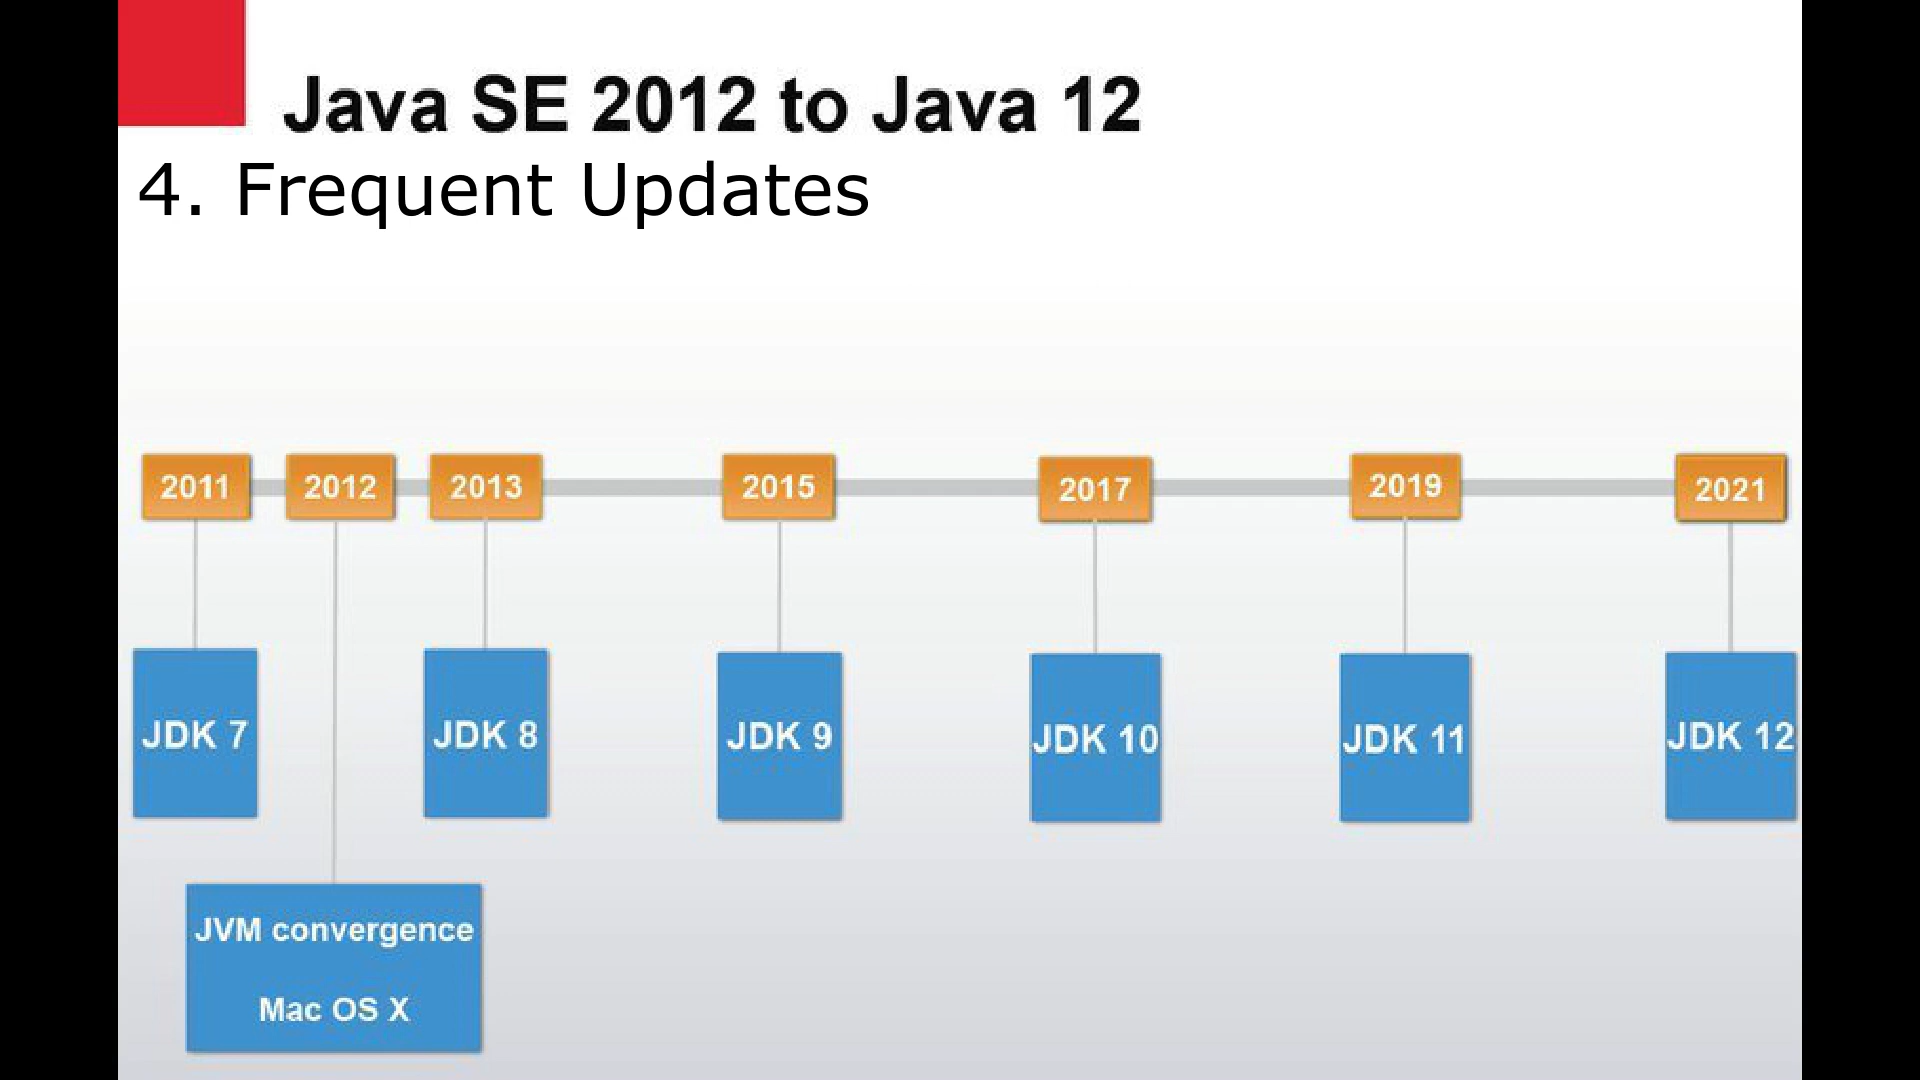 Java SE 2012 to Java 12
4. Frequent Updates
2011
2012
2013
2015
2017
2019
2021
JDK 7
JDK 8
JDK 9
JDK 10
JDK 11
JDK 12
JVM convergence
Mac OS X